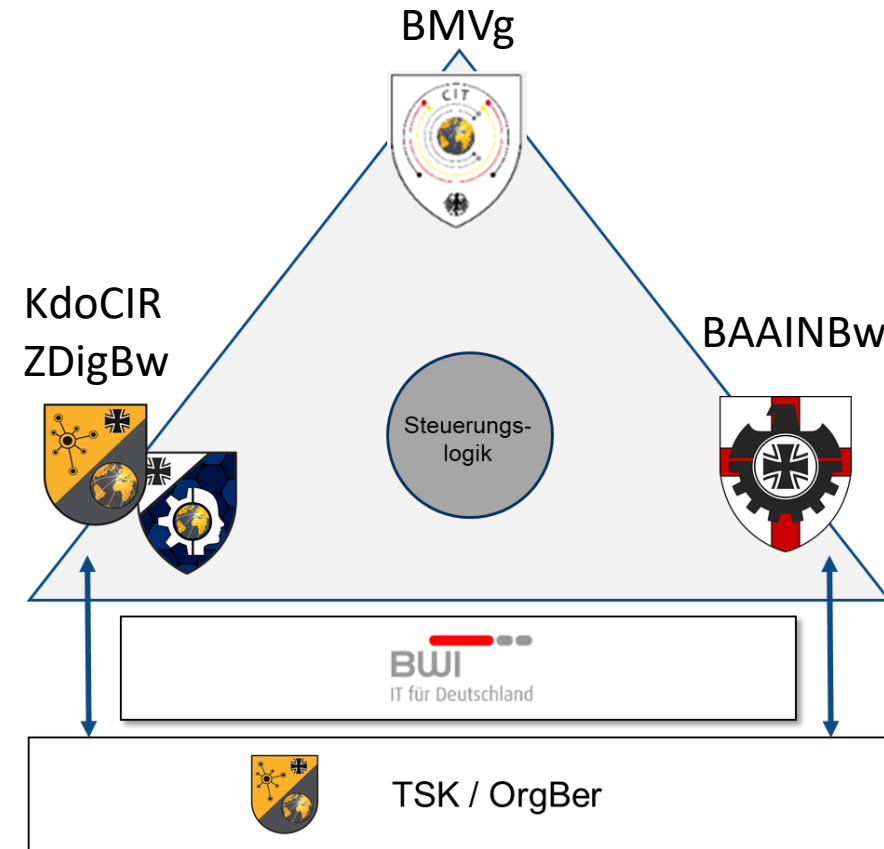 BMVg
CIT
KdoCIR
ZDigBw
BAAINBw
Steuerungs-
logik
BWI
IT für Deutschland
TSK / OrgBer